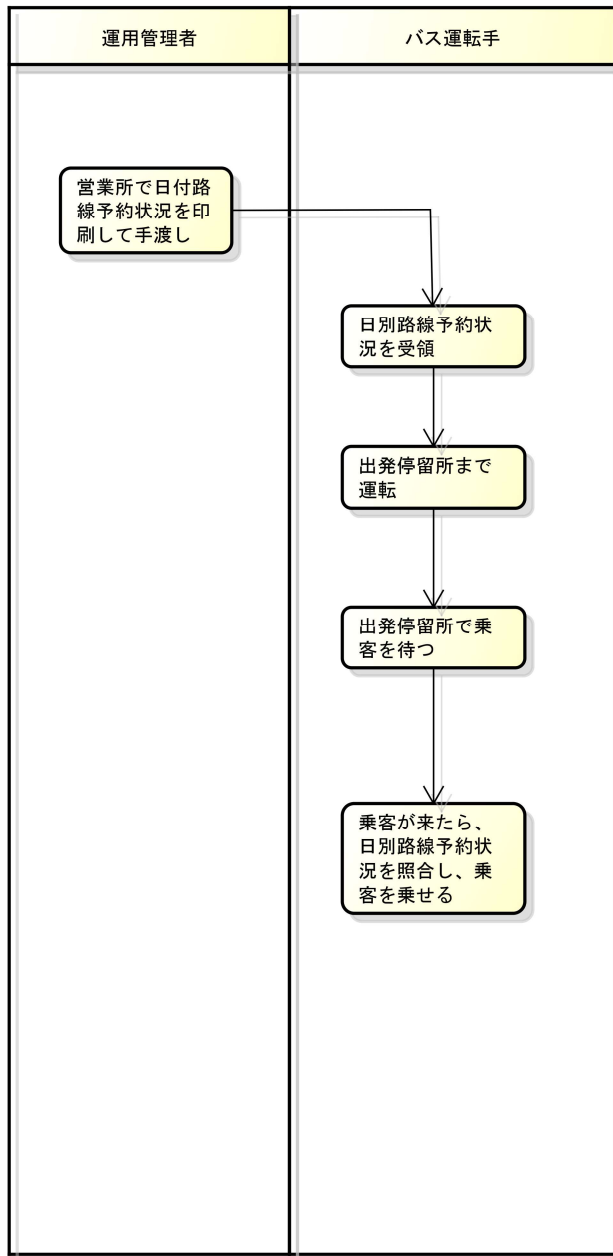 運用管理者
バス運転手
営業所で日付路
線予約状況を印
刷して手渡し
日別路線予約状
況を受領
出発停留所まで
運転
出発停留所で乗
客を待つ
乗客が来たら、
日別路線予約状
況を照合し、乗
客を乗せる